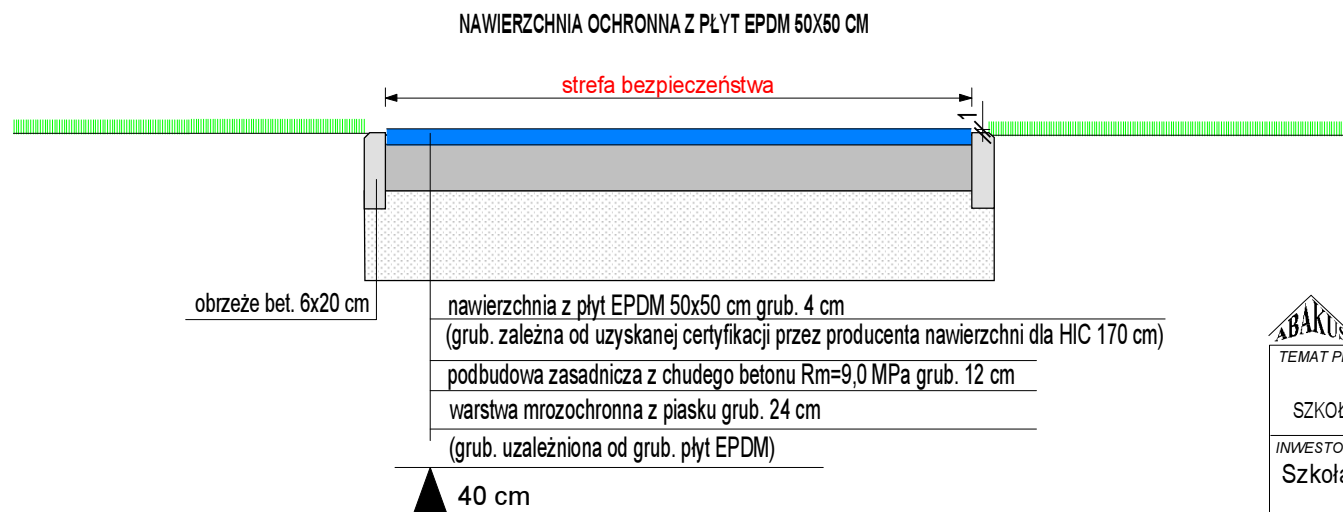 NAWIERZCHNIA OCHRONNA Z PŁYT EPDM 50X50 CM
strefa bezpieczeństwa
1
obrzeże bet. 6x20 cm
nawierzchnia z płyt EPDM 50x50 cm grub. 4 cm
(grub. zależna od uzyskanej certyfikacji przez producenta nawierzchni dla HIC 170 cm)
podbudowa zasadnicza z chudego betonu Rm=9,0 MPa grub. 12 cm
warstwa mrozochronna z piasku grub. 24 cm
(grub. uzależniona od grub. płyt EPDM)
40 cm
ABAKUS
TEMAT P
SZKOŁ
INWESTO
Szkoła